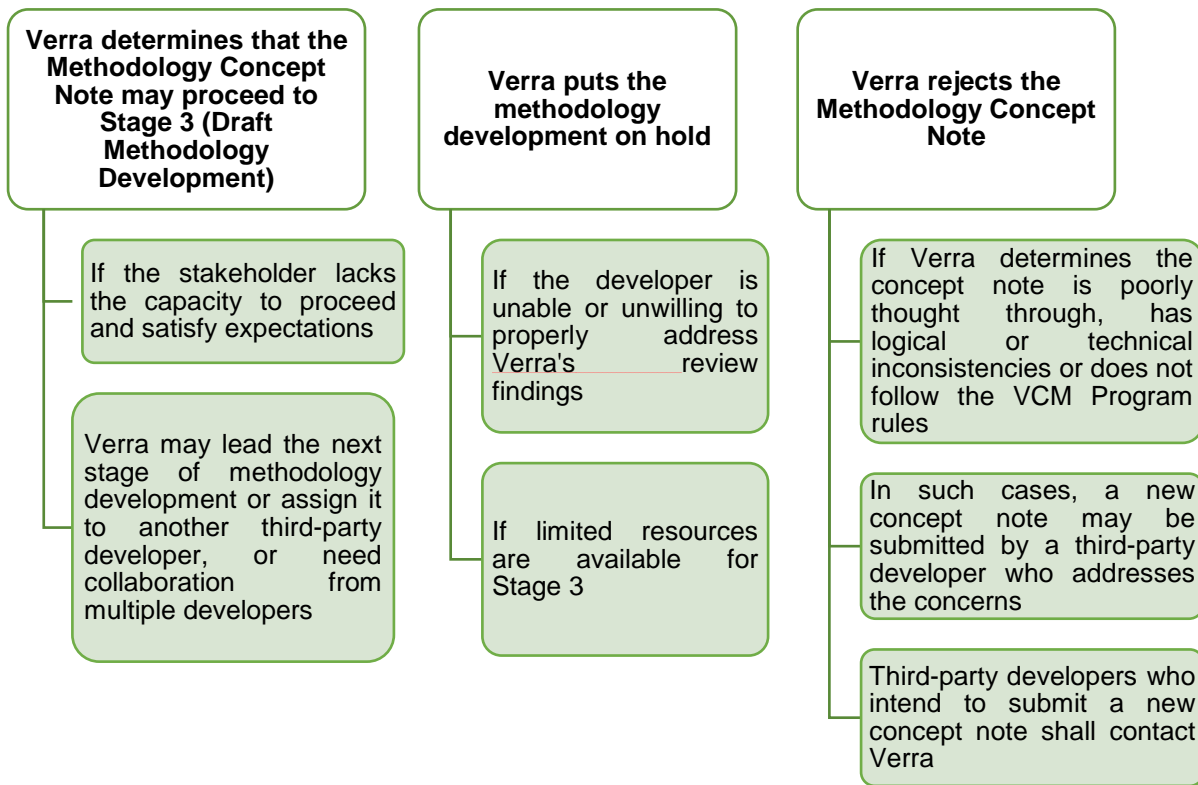 Verra determines that the
Methodology Concept
Note may proceed to
Stage 3 (Draft
Methodology
Development)
If the stakeholder lacks
the capacity to proceed
and satisfy expectations
Verra may lead the next
stage of methodology
development or assign it
to another third-party
developer, or need
collaboration from
multiple developers
Verra puts the
methodology
development on hold
If the developer is
unable or unwilling to
properly address
Verra's review
findings
If limited resources
are available for
Stage 3
Verra rejects the
Methodology Concept
Note
If Verra determines the
concept note is poorly
thought through, has
logical or technical
inconsistencies or does not
follow the VCM Program
rules
In such cases, a new
concept note may be
submitted by a third-party
developer who addresses
the concerns
Third-party developers who
intend to submit a new
concept note shall contact
Verra